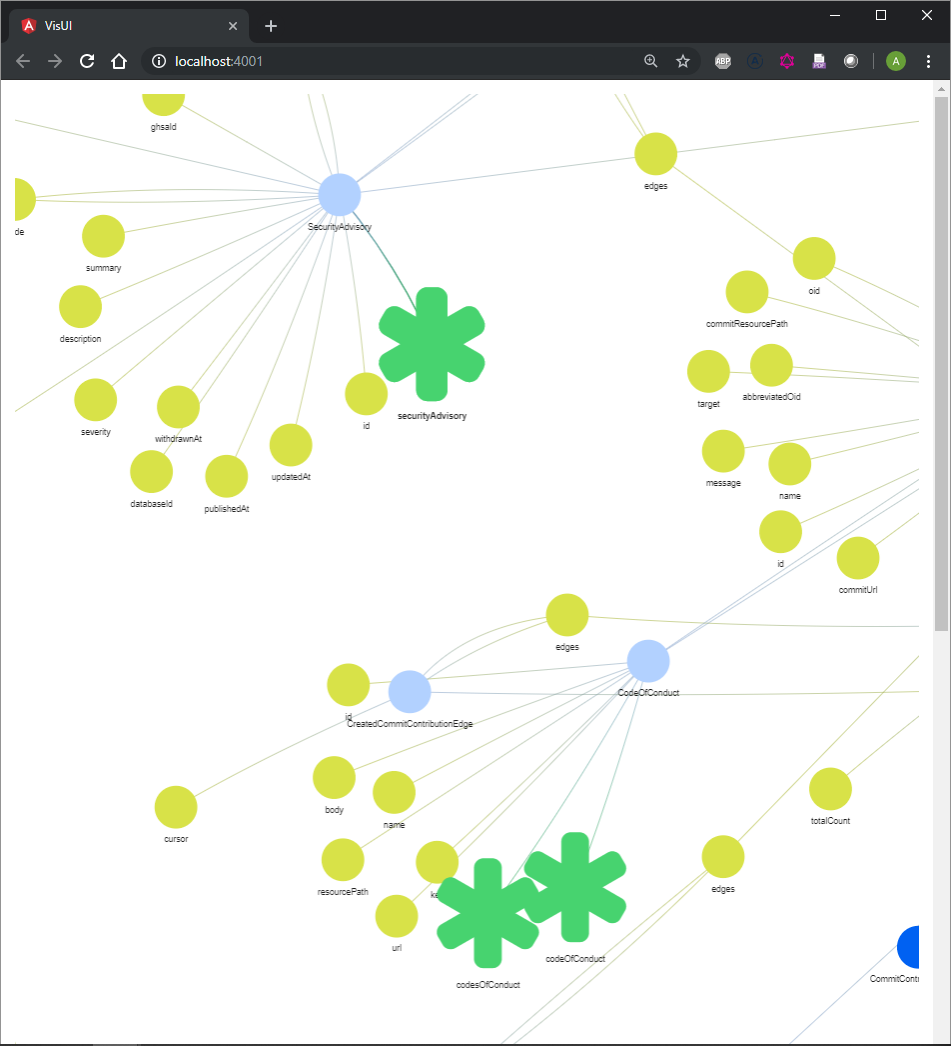 VisUI
localhost:4001
ABP
PDF
A
ghsaId
edges
de
SecurityAdvisory
summary
oid
description
commitResourcePath
target
abbreviatedOid
id
securityAdvisory
severity
withdrawnAt
updatedAt
message
name
databaseId
publishedAt
id
commitUrl
edges
CodeOfConduct
id
CreatedCommitContributionEdge
body
name
totalCount
cursor
resourcePath
ke
edges
url
codeOfConduct
codesOfConduct
CommitContri